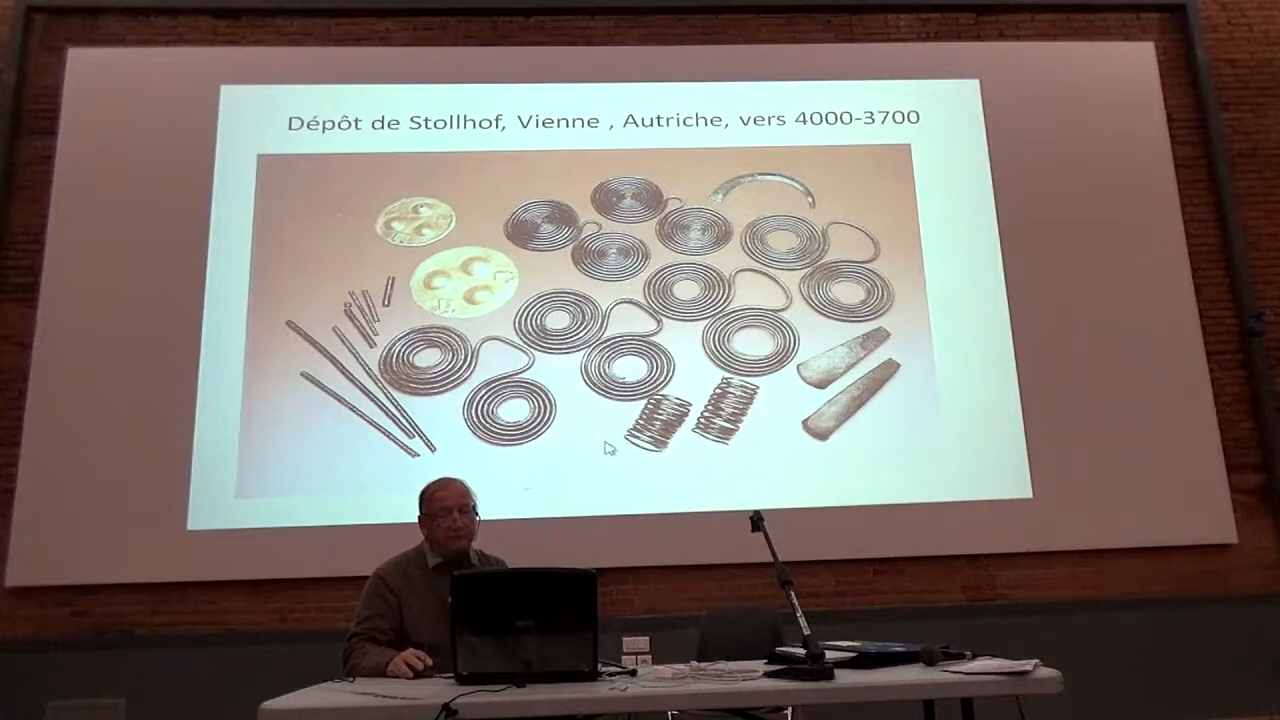 Dépôt de Stollhof, Vienne , Autriche, vers 4000-3700